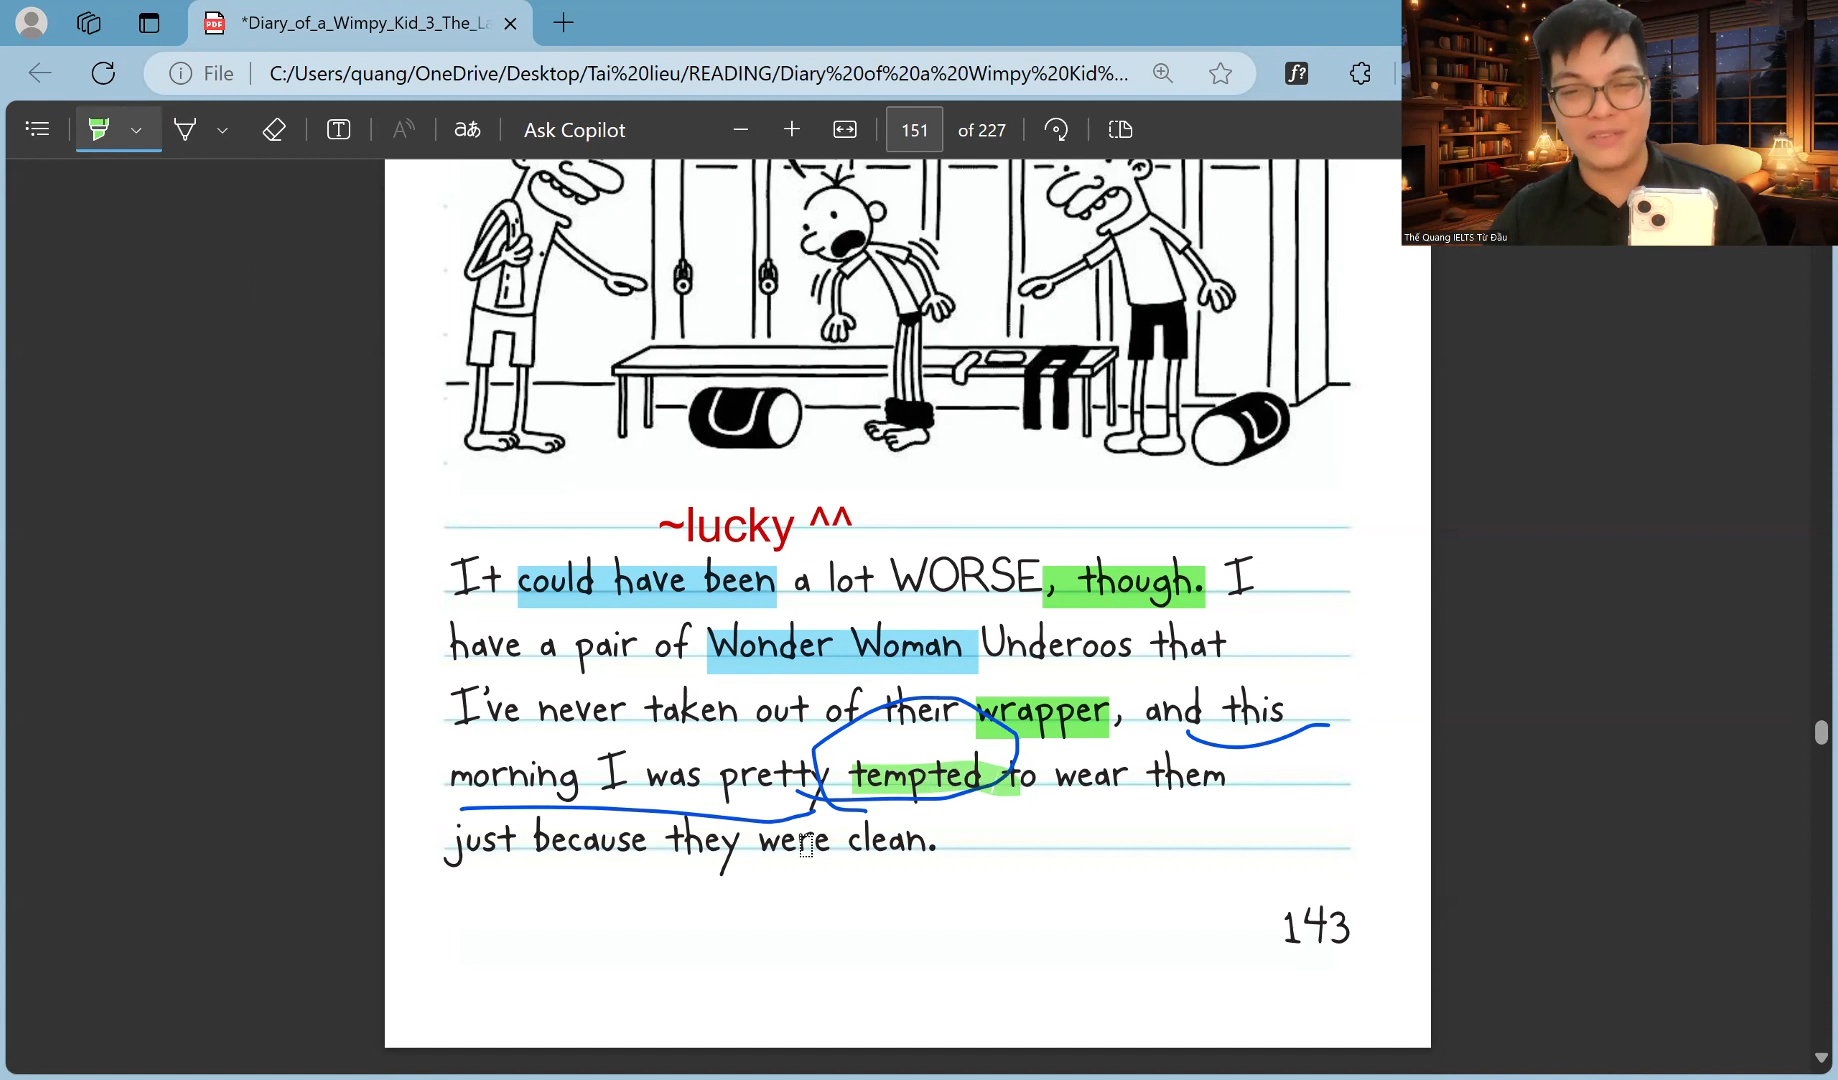 *Diary_of_a_Wimpy_Kid_3_The_La
File
C:/Users/quang/OneDrive/Desktop/Tai%20lieu/READING/Diary%20of%20a%20Wimpy%20Kid%...
Ask Copilot
151 of 227
Thế Quang IELTS Từ Đầu
~lucky ^^
It could have been a lot WORSE, though. I
have a pair of Wonder Woman Underoos that
I've never taken out of their wrapper, and this
morning I was pretty tempted to wear them
just because they were clean.
143